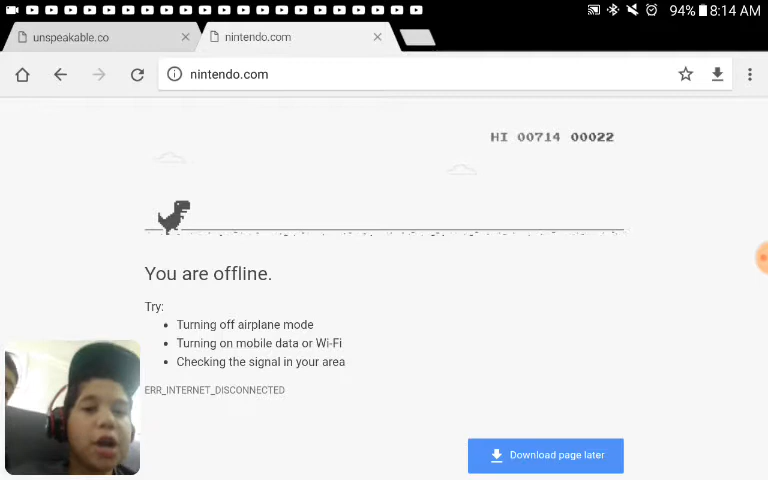 94% 8:14 AM
unspeakable.co
nintendo.com
nintendo.com
HI 00714 00022
You are offline.
Try:
• Turning off airplane mode
• Turning on mobile data or Wi-Fi
• Checking the signal in your area
ERR_INTERNET_DISCONNECTED
Download page later